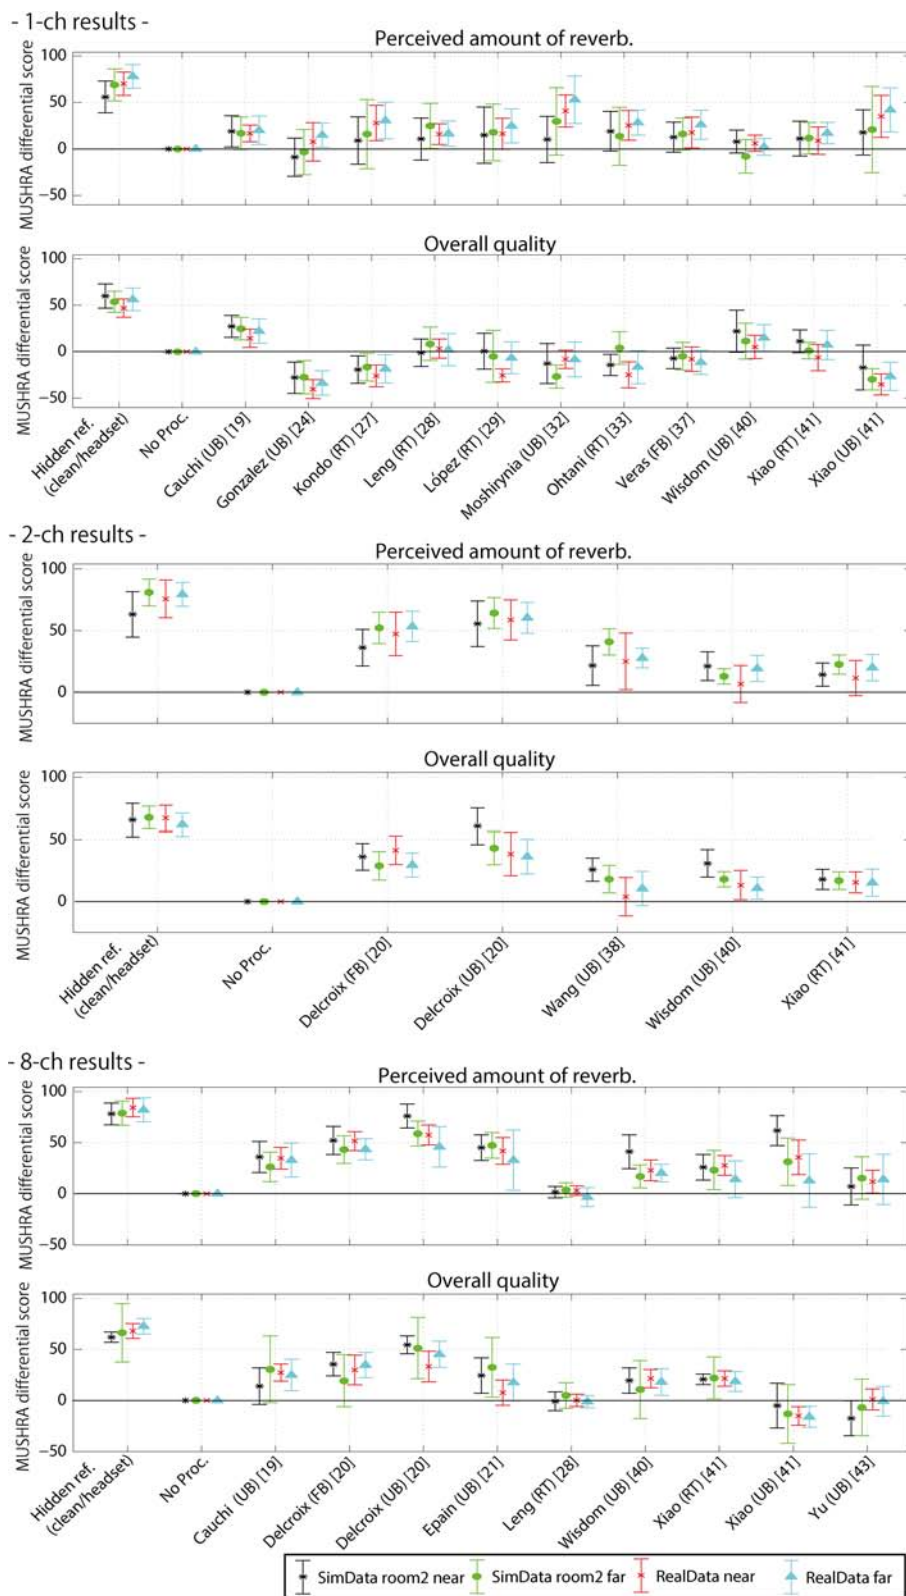 - 1-ch results -
Perceived amount of reverb.
MUSHRA differential score
100
50
0
−50
Overall quality
MUSHRA differential score
100
50
0
−50
Hidden ref.
(clean/headset)
No Proc.
Cauchi (UB) [19]
Gonzalez (UB) [24]
Kondo (RT) [27]
Leng (RT) [28]
López (RT) [29]
Moshirynia (UB) [32]
Ohtani (RT) [33]
Veras (FB) [37]
Wisdom (UB) [40]
Xiao (RT) [41]
Xiao (UB) [41]
- 2-ch results -
Perceived amount of reverb.
MUSHRA differential score
100
50
0
Overall quality
MUSHRA differential score
100
50
0
Hidden ref.
(clean/headset)
No Proc.
Delcroix (FB) [20]
Delcroix (UB) [20]
Wang (UB) [38]
Wisdom (UB) [40]
Xiao (RT) [41]
- 8-ch results -
Perceived amount of reverb.
MUSHRA differential score
100
50
0
−50
Overall quality
MUSHRA differential score
100
50
0
−50
Hidden ref.
(clean/headset)
No Proc.
Cauchi (UB) [19]
Delcroix (FB) [20]
Delcroix (UB) [20]
Epain (UB) [21]
Leng (RT) [28]
Wisdom (UB) [40]
Xiao (RT) [41]
Xiao (UB) [41]
Yu (UB) [43]
SimData room2 near
SimData room2 far
RealData near
RealData far